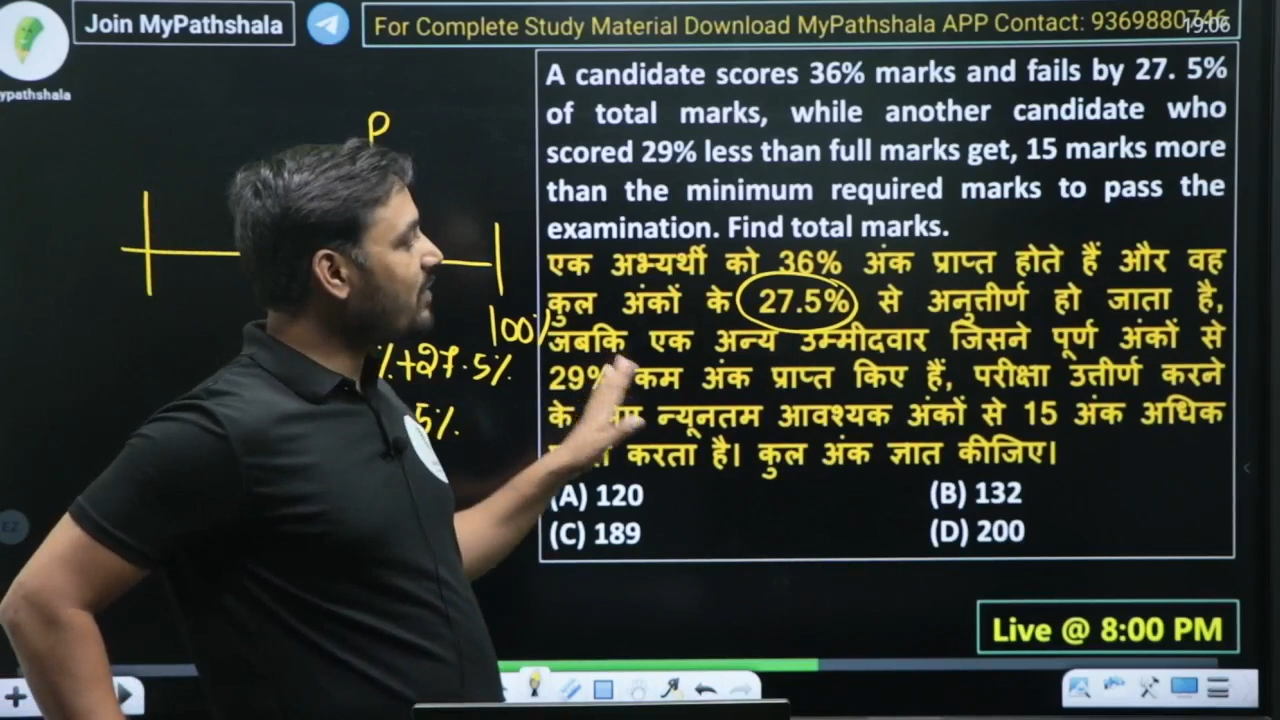 Join MyPathshala
For Complete Study Material Download MyPathshala APP Contact: 9369880746
19:06
ypathshala
A candidate scores 36% marks and fails by 27. 5%
of total marks, while another candidate who
scored 29% less than full marks get, 15 marks more
than the minimum required marks to pass the
examination. Find total marks.
एक अभ्यर्थी को 36% अंक प्राप्त होते हैं और वह
कुल अंकों के 27.5% से अनुत्तीर्ण हो जाता है,
जबकि एक अन्य उम्मीदवार जिसने पूर्ण अंकों से
29% कम अंक प्राप्त किए हैं, परीक्षा उत्तीर्ण करने
के न्यूनतम आवश्यक अंकों से 15 अंक अधिक
करता है। कुल अंक ज्ञात कीजिए।
(A) 120 (B) 132
(C) 189 (D) 200
P
100%
%+27.5%
5%.
EZ
Live @ 8:00 PM